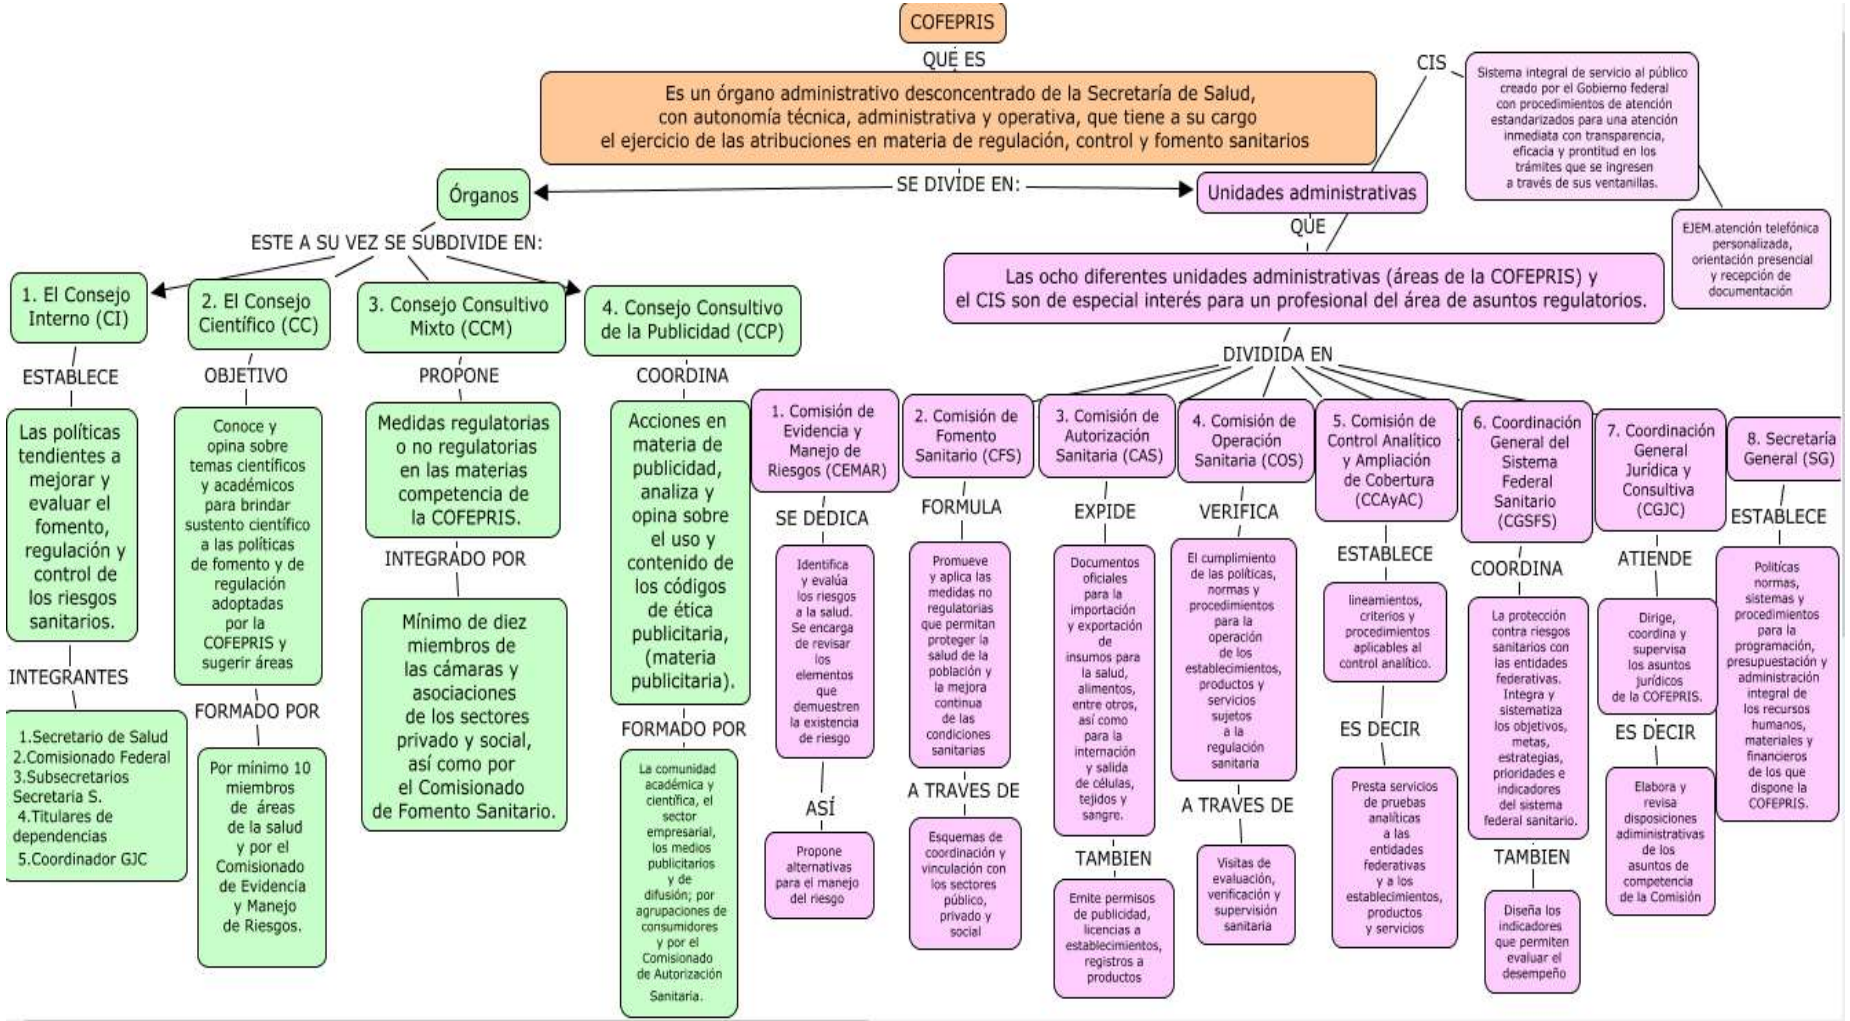 COFEPRIS
QUE ES
Es un órgano administrativo desconcentrado de la Secretaría de Salud,
con autonomía técnica, administrativa y operativa, que tiene a su cargo
el ejercicio de las atribuciones en materia de regulación, control y fomento sanitarios
CIS
Sistema integral de servicio al público
creado por el Gobierno federal
con procedimientos de atención
estandarizados para una atención
inmediata con transparencia,
eficacia y prontitud en los
trámites que se ingresen
a través de sus ventanillas.
EJEM.atención telefónica
personalizada,
orientación presencial
y recepción de
documentación
SE DIVIDE EN:
Órganos
Unidades administrativas
ESTE A SU VEZ SE SUBDIVIDE EN:
1. El Consejo
Interno (CI)
ESTABLECE
Las políticas
tendientes a
mejorar y
evaluar el
fomento,
regulación y
control de
los riesgos
sanitarios.
INTEGRANTES
1.Secretario de Salud
2.Comisionado Federal
3.Subsecretarios
Secretaria S.
4.Titulares de
dependencias
5.Coordinador GJC
2. El Consejo
Científico (CC)
OBJETIVO
Conoce y
opina sobre
temas científicos
y académicos
para brindar
sustento científico
a las políticas
de fomento y de
regulación
adoptadas
por la
COFEPRIS y
sugerir áreas
FORMADO POR
Por mínimo 10
miembros
de áreas
de la salud
y por el
Comisionado
de Evidencia
y Manejo
de Riesgos.
3. Consejo Consultivo
Mixto (CCM)
PROPONE
Medidas regulatorias
o no regulatorias
en las materias
competencia de
la COFEPRIS.
INTEGRADO POR
Mínimo de diez
miembros de
las cámaras y
asociaciones
de los sectores
privado y social,
así como por
el Comisionado
de Fomento Sanitario.
4. Consejo Consultivo
de la Publicidad (CCP)
COORDINA
Acciones en
materia de
publicidad,
analiza y
opina sobre
el uso y
contenido de
los códigos
de ética
publicitaria,
(materia
publicitaria).
FORMADO POR
La comunidad
académica y
científica, el
sector
empresarial,
los medios
publicitarios
y de
difusión; por
agrupaciones de
consumidores
y por el
Comisionado
de Autorización
Sanitaria.
QUE
Las ocho diferentes unidades administrativas (áreas de la COFEPRIS) y
el CIS son de especial interés para un profesional del área de asuntos regulatorios.
DIVIDIDA EN
1. Comisión de
Evidencia y
Manejo de
Riesgos (CEMAR)
SE DEDICA
Identifica
y evalúa
los riesgos
a la salud.
Se encarga
de revisar
los
elementos
que
demuestren
la existencia
de riesgo
ASÍ
Propone
alternativas
para el manejo
del riesgo
2. Comisión de
Fomento
Sanitario (CFS)
FORMULA
Promueve
y aplica las
medidas no
regulatorias
que permitan
proteger la
salud de la
población y
la mejora
continua
de las
condiciones
sanitarias
A TRAVES DE
Esquemas de
coordinación y
vinculación con
los sectores
público,
privado y
social
3. Comisión de
Autorización
Sanitaria (CAS)
EXPIDE
Documentos
oficiales
para la
importación
y exportación
de
insumos para
la salud,
alimentos,
entre otros,
así como
para la
internación
y salida
de células,
tejidos y
sangre.
TAMBIEN
Emite permisos
de publicidad,
licencias a
establecimientos,
registros a
productos
4. Comisión de
Operación
Sanitaria (COS)
VERIFICA
El cumplimiento
de las políticas,
normas y
procedimientos
para la
operación
de los
establecimientos,
productos y
servicios
sujetos
a la
regulación
sanitaria
A TRAVES DE
Visitas de
evaluación,
verificación y
supervisión
sanitaria
5. Comisión de
Control Analítico
y Ampliación
de Cobertura
(CCAyAC)
ESTABLECE
lineamientos,
criterios y
procedimientos
aplicables al
control analítico.
ES DECIR
Presta servicios
de pruebas
analíticas
a las
entidades
federativas
y a los
establecimientos,
productos
y servicios
6. Coordinación
General del
Sistema
Federal
Sanitario
(CGSFS)
COORDINA
La protección
contra riesgos
sanitarios con
las entidades
federativas.
Integra y
sistematiza
los objetivos,
metas,
estrategias,
prioridades e
indicadores
del sistema
federal sanitario.
TAMBIEN
Diseña los
indicadores
que permiten
evaluar el
desempeño
7. Coordinación
General
Jurídica y
Consultiva
(CGJC)
ATIENDE
Dirige,
coordina y
supervisa
los asuntos
jurídicos
de la COFEPRIS.
ES DECIR
Elabora y
revisa
disposiciones
adiministrativas
de los
asuntos de
competencia
de la Comisión
8. Secretaría
General (SG)
ESTABLECE
Politícas
normas,
sistemas y
procedimientos
para la
programación,
presupuestación y
administración
integral de
los recursos
humanos,
materiales y
financieros
de los que
dispone la
COFEPRIS.